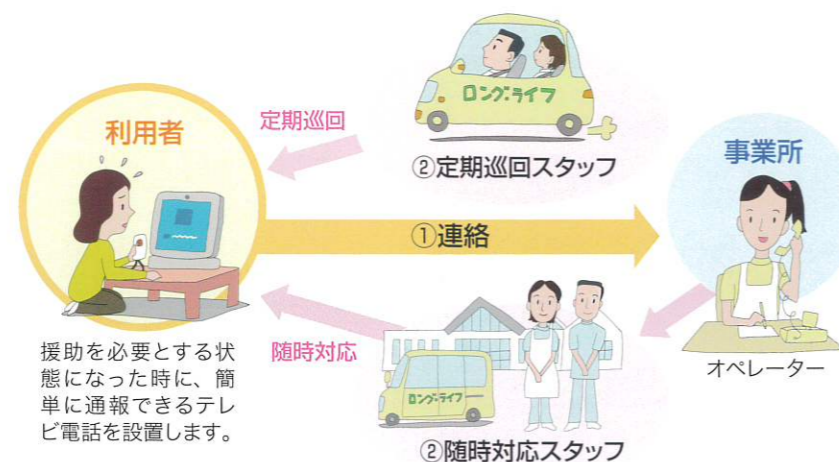 ロング・ライフ
定期巡回
利用者
②定期巡回スタッフ
事業所
①連絡
随時対応
オペレーター
援助を必要とする状
態になった時に、簡
単に通報できるテレ
ビ電話を設置します。
ロング・ライフ
②随時対応スタッフ